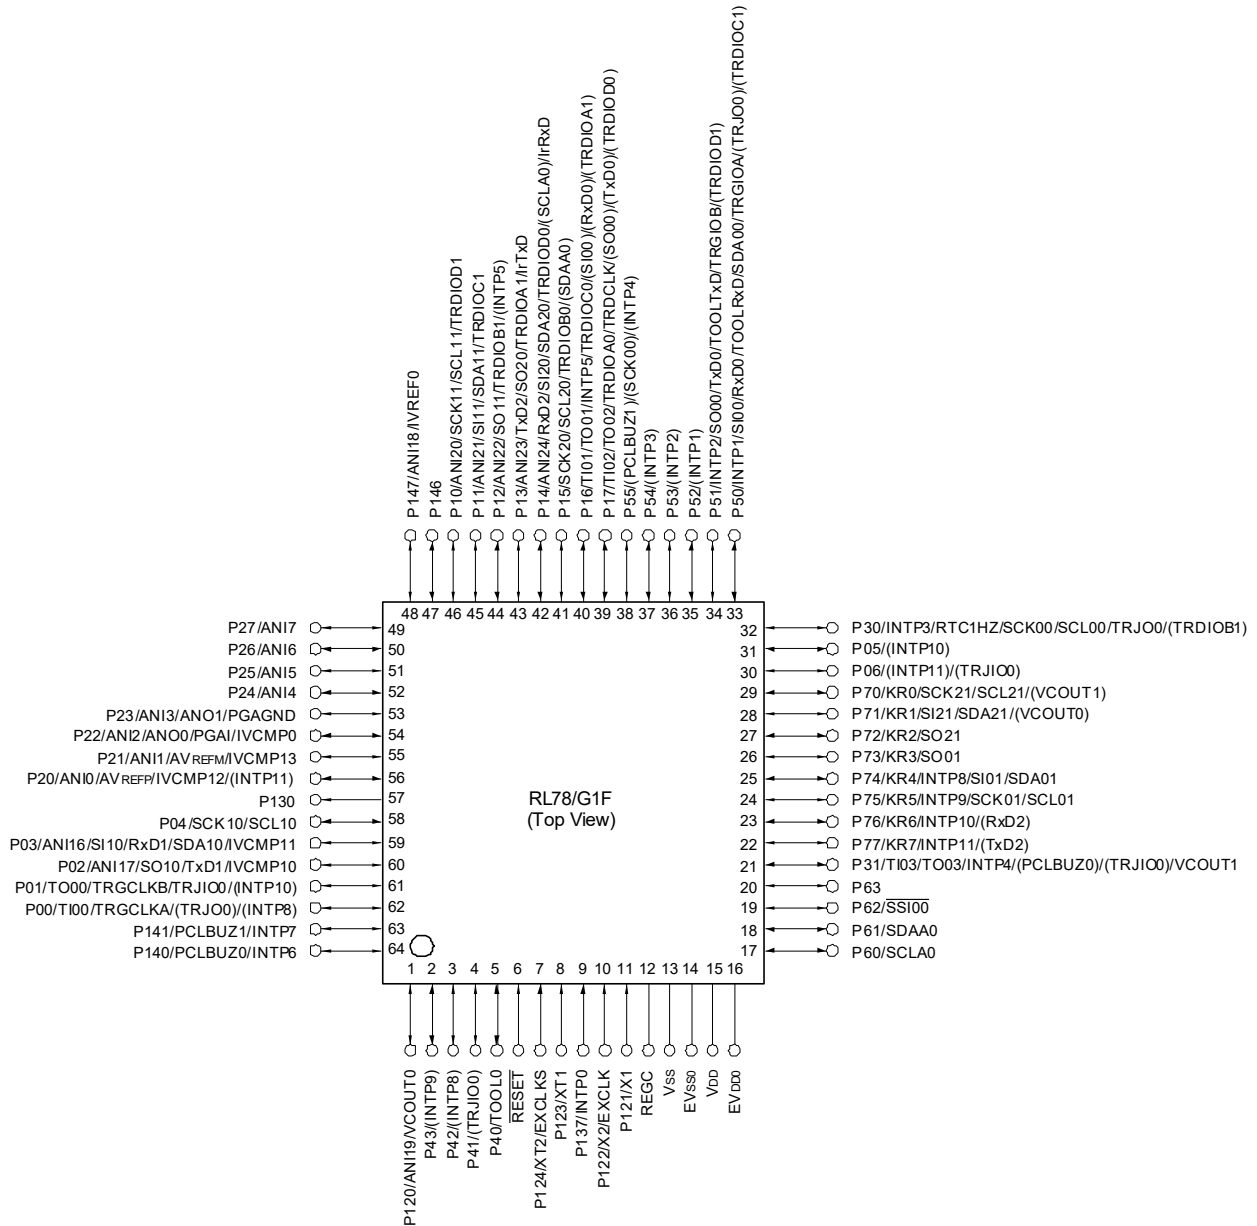 P147/ANI18/IVREF0
P146
P10/ANI20/SCK11/SCL11/TRDIOD1
P11/ANI21/SI11/SDA11/TRDIOC1
P12/ANI22/SO11/TRDIOB1/(INTP5)
P13/ANI23/TxD2/SO20/TRDIOA1/IrTxD
P14/ANI24/RxD2/SI20/SDA20/TRDIOD0/(SCLA0)/IrRxD
P15/SCK20/SCL20/TRDIOB0/(SDAA0)
P16/TI01/TO01/INTP5/TRDIOC0/(SI00)/(RxD0)/(TRDIOA1)
P17/TI02/TO02/TRDIOA0/TRDCLK/(SO00)/(TxD0)/(TRDIOD0)
P55/(PCLBUZ1)/(SCK00)/(INTP4)
P54/(INTP3)
P53/(INTP2)
P52/(INTP1)
P51/INTP2/SO00/TxD0/TOOLTxD/TRGIOB/(TRDIOD1)
P50/INTP1/SI00/RxD0/TOOLRxD/SDA00/TRGIOA/(TRJO0)/(TRDIOC1)
48 47 46 45 44 43 42 41 40 39 38 37 36 35 34 33
P27/ANI7 49
P26/ANI6 50
P25/ANI5 51
P24/ANI4 52
P23/ANI3/ANO1/PGAGND 53
P22/ANI2/ANO0/PGAI/IVCMP0 54
P21/ANI1/AVREFM/IVCMP13 55
P20/ANI0/AVREFP/IVCMP12/(INTP11) 56
P130 57
P04/SCK10/SCL10 58
P03/ANI16/SI10/RxD1/SDA10/IVCMP11 59
P02/ANI17/SO10/TxD1/IVCMP10 60
P01/TO00/TRGCLKB/TRJIO0/(INTP10) 61
P00/TI00/TRGCLKA/(TRJO0)/(INTP8) 62
P141/PCLBUZ1/INTP7 63
P140/PCLBUZ0/INTP6 64
RL78/G1F
(Top View)
32 P30/INTP3/RTC1HZ/SCK00/SCL00/TRJO0/(TRDIOB1)
31 P05/(INTP10)
30 P06/(INTP11)/(TRJIO0)
29 P70/KR0/SCK21/SCL21/(VCOUT1)
28 P71/KR1/SI21/SDA21/(VCOUT0)
27 P72/KR2/SO21
26 P73/KR3/SO01
25 P74/KR4/INTP8/SI01/SDA01
24 P75/KR5/INTP9/SCK01/SCL01
23 P76/KR6/INTP10/(RxD2)
22 P77/KR7/INTP11/(TxD2)
21 P31/TI03/TO03/INTP4/(PCLBUZ0)/(TRJIO0)/VCOUT1
20 P63
19 P62/SSI00
18 P61/SDAA0
17 P60/SCLA0
1 2 3 4 5 6 7 8 9 10 11 12 13 14 15 16
P120/ANI19/VCOUT0
P43/(INTP9)
P42/(INTP8)
P41/(TRJIO0)
P40/TOOL0
RESET
P124/XT2/EXCLKS
P123/XT1
P137/INTP0
P122/X2/EXCLK
P121/X1
REGC
VSS
EVSS0
VDD
EVDD0